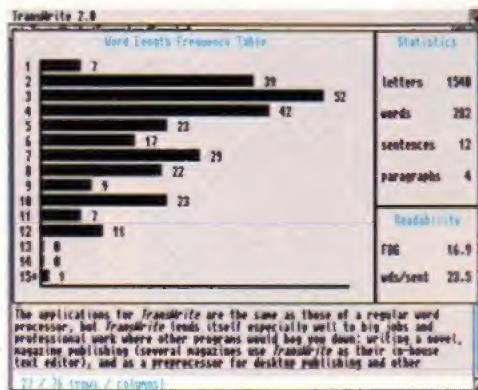 TransWrite 2.0
Word Length Frequency Table
1 7
2 39
3 52
4 42
5 23
6 17
7 29
8 22
9 9
10 23
11 7
12 11
13 0
14 0
15+ 1
Statistics
letters 1540
words 282
sentences 12
paragraphs 4
Readability
FOG 16.9
wds/sent 23.5
The applications for TransWrite are the same as those of a regular word
processor, but TransWrite lends itself especially well to big jobs and
professional work where other programs would bog you down: writing a novel,
magazine publishing (several magazines use TransWrite as their in-house
text editor), and as a preprocessor for desktop publishing and other
/ 76 (rows / columns)